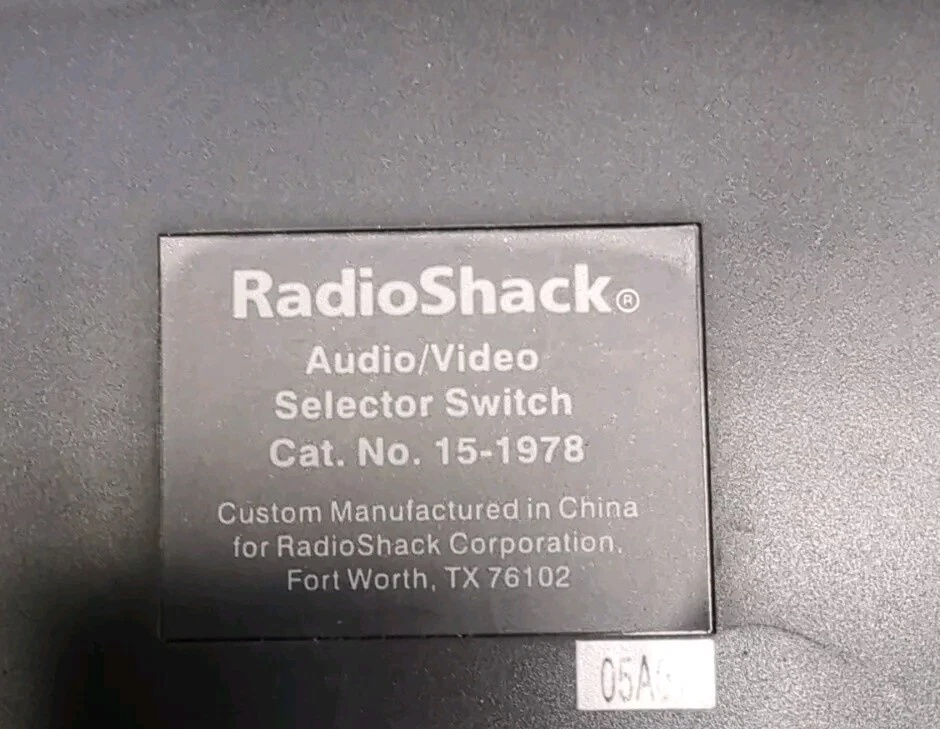 RadioShack®
Audio/Video
Selector Switch
Cat. No. 15-1978
Custom Manufactured in China
for RadioShack Corporation,
Fort Worth, TX 76102